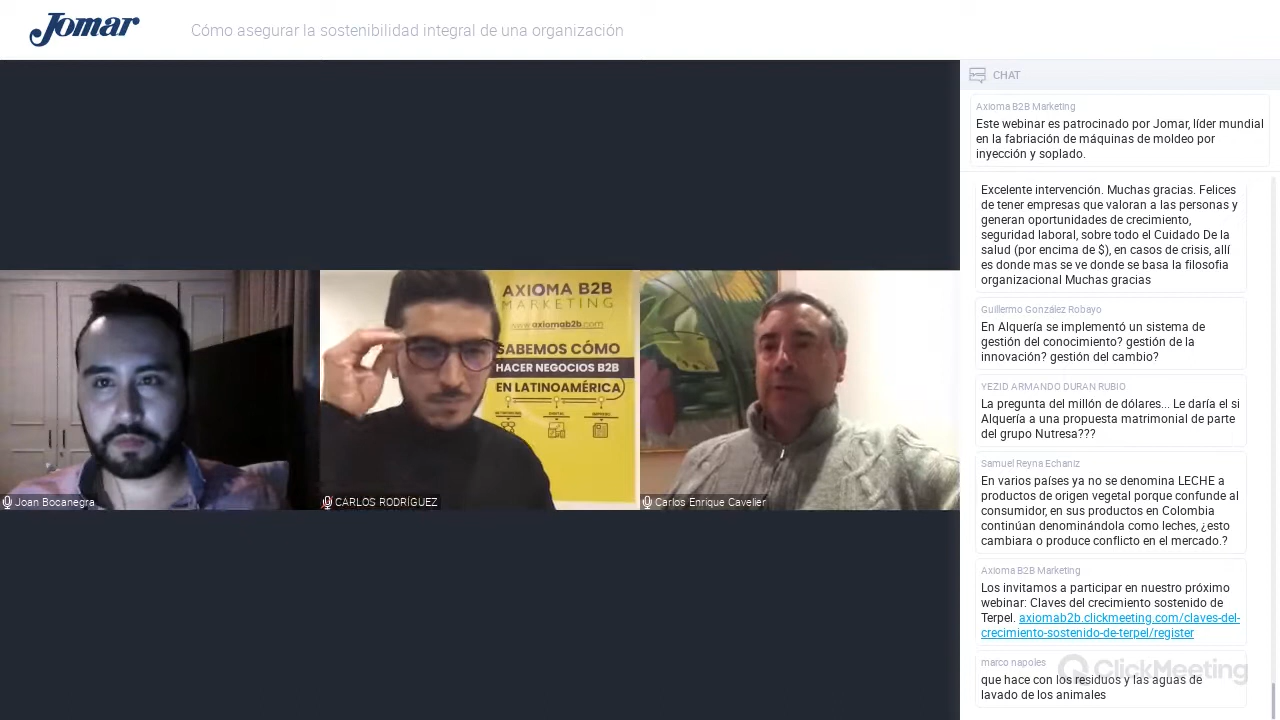 Jomar
Cómo asegurar la sostenibilidad integral de una organización
CHAT
Axioma B2B Marketing
Este webinar es patrocinado por Jomar, líder mundial
en la fabriación de máquinas de moldeo por
inyección y soplado.
Excelente intervención. Muchas gracias. Felices
de tener empresas que valoran a las personas y
generan oportunidades de crecimiento,
seguridad laboral, sobre todo el Cuidado De la
salud (por encima de $), en casos de crisis, allí
es donde mas se ve donde se basa la filosofia
organizacional Muchas gracias
Guillermo González Robayo
En Alquería se implementó un sistema de
gestión del conocimiento? gestión de la
innovación? gestión del cambio?
YEZID ARMANDO DURAN RUBIO
La pregunta del millón de dólares... Le daría el si
Alquería a una propuesta matrimonial de parte
del grupo Nutresa???
Samuel Reyna Echaniz
En varios países ya no se denomina LECHE a
productos de origen vegetal porque confunde al
consumidor, en sus productos en Colombia
continúan denominándola como leches, ¿esto
cambiara o produce conflicto en el mercado.?
Axioma B2B Marketing
Los invitamos a participar en nuestro próximo
webinar: Claves del crecimiento sostenido de
Terpel. axiomab2b.clickmeeting.com/claves-del-
crecimiento-sostenido-de-terpel/register
marco napoles
que hace con los residuos y las aguas de
lavado de los animales
ClickMeeting
AXIOMA B2B
MARKETING
www.axiomab2b.com
SABEMOS CÓMO
HACER NEGOCIOS B2B
EN LATINOAMÉRICA
Joan Bocanegra
CARLOS RODRÍGUEZ
Carlos Enrique Cavelier